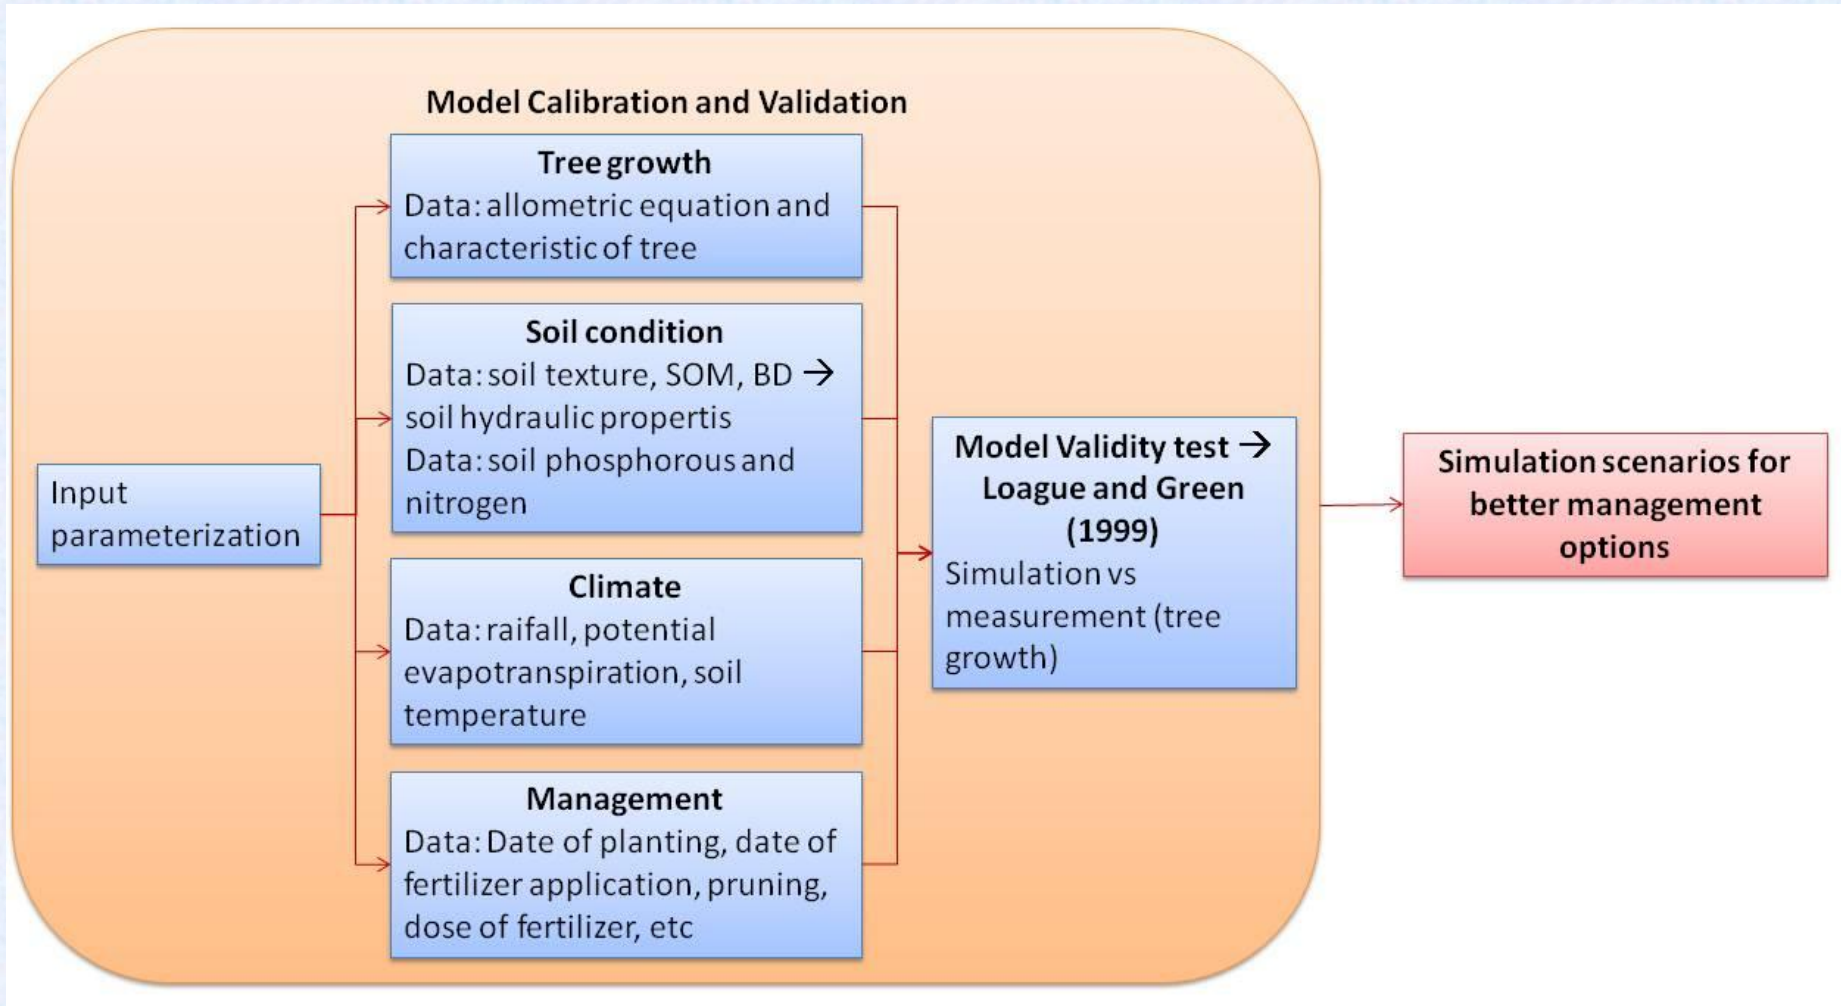 Model Calibration and Validation
Tree growth
Data: allometric equation and
characteristic of tree
Soil condition
Data: soil texture, SOM, BD →
soil hydraulic propertis
Data: soil phosphorous and
nitrogen
Input
parameterization
Climate
Data: raifall, potential
evapotranspiration, soil
temperature
Management
Data: Date of planting, date of
fertilizer application, pruning,
dose of fertilizer, etc
Model Validity test →
Loague and Green
(1999)
Simulation vs
measurement (tree
growth)
Simulation scenarios for
better management
options